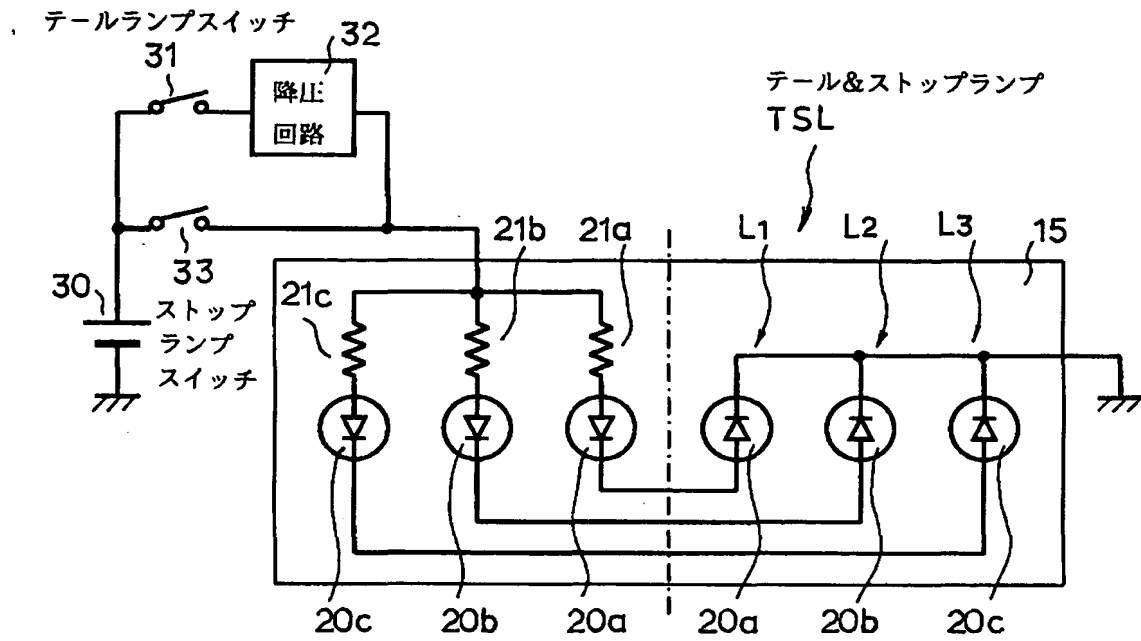 テールランプスイッチ
31
32
降圧
回路
テール&ストップランプ
TSL
33
30
ストップ
ランプ
スイッチ
21c
21b
21a
L1
L2
L3
15
20c
20b
20a
20a
20b
20c